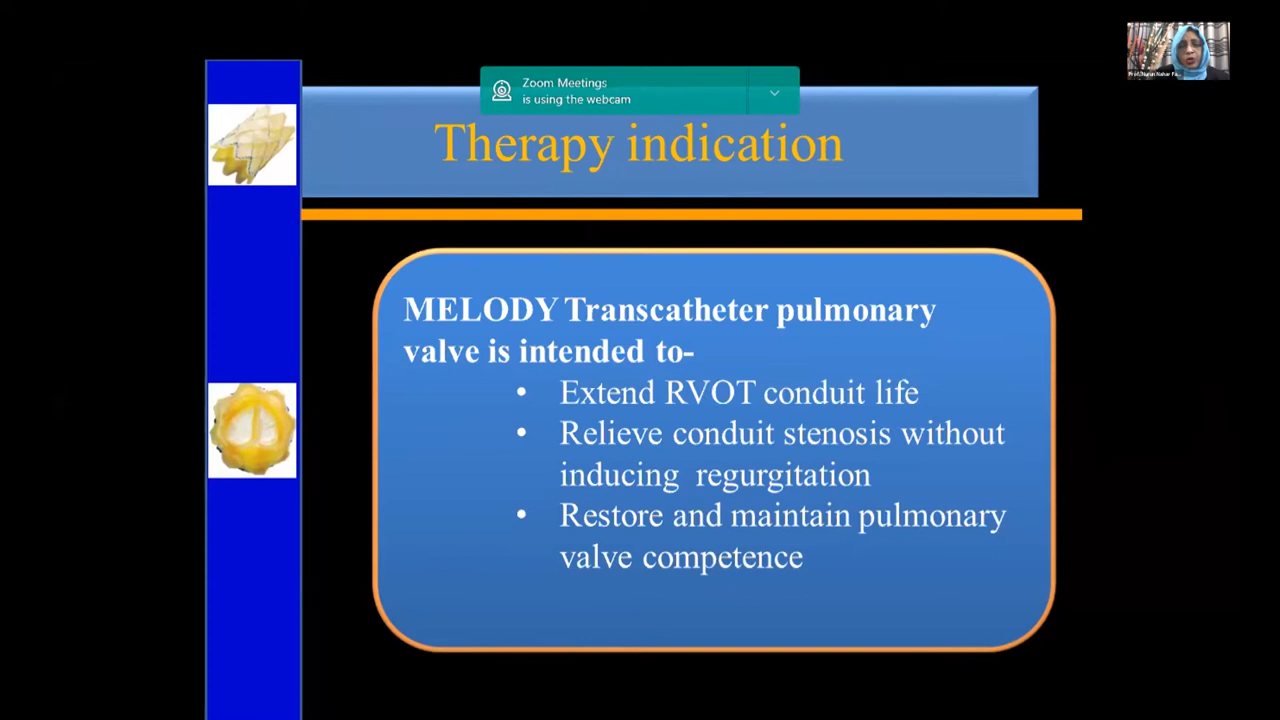 Zoom Meetings
is using the webcam
Therapy indication
MELODY Transcatheter pulmonary
valve is intended to-
• Extend RVOT conduit life
• Relieve conduit stenosis without
inducing regurgitation
• Restore and maintain pulmonary
valve competence